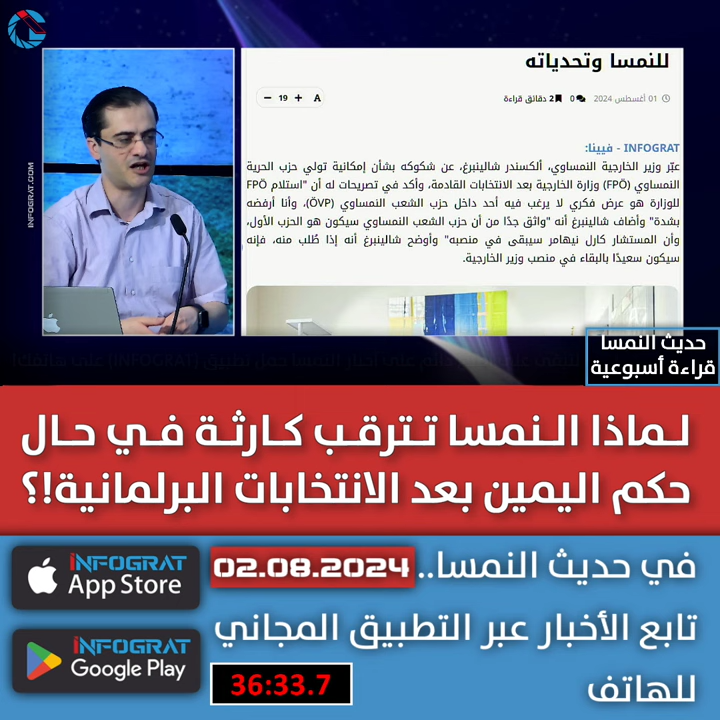 للنمسا وتحدياته
01 أغسطس 2024 0 2 دقائق قراءة
A + 19 −
INFOGRAT - فيينا:
عبّر وزير الخارجية النمساوي، ألكسندر شالينبرغ، عن شكوكه بشأن إمكانية تولي حزب الحرية
النمساوي (FPÖ) وزارة الخارجية بعد الانتخابات القادمة، وأكد في تصريحات له أن "استلام FPÖ
للوزارة هو عرض فكري لا يرغب فيه أحد داخل حزب الشعب النمساوي (ÖVP)، وأنا أرفضه
بشدة" وأضاف شالينبرغ أنه "واثق جدًا من أن حزب الشعب النمساوي سيكون هو الحزب الأول،
وأن المستشار كارل نيهامر سيبقى في منصبه" وأوضح شالينبرغ أنه إذا طُلب منه، فإنه
سيكون سعيدًا بالبقاء في منصب وزير الخارجية.
INFOGRAT.COM
حديث النمسا
قراءة أسبوعية
لماذا النمسا تترقب كارثة في حال
حكم اليمين بعد الانتخابات البرلمانية!؟
في حديث النمسا.. 02.08.2024
تابع الأخبار عبر التطبيق المجاني
للهاتف
INFOGRAT
App Store
INFOGRAT
Google Play
36:33.7